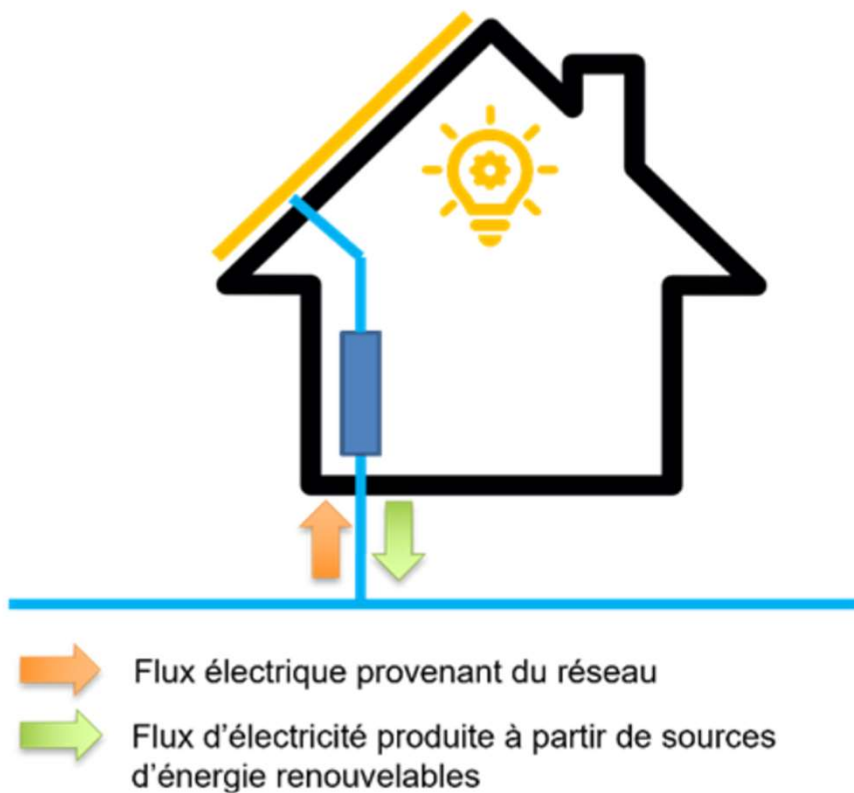 Flux électrique provenant du réseau
Flux d'électricité produite à partir de sources
d'énergie renouvelables